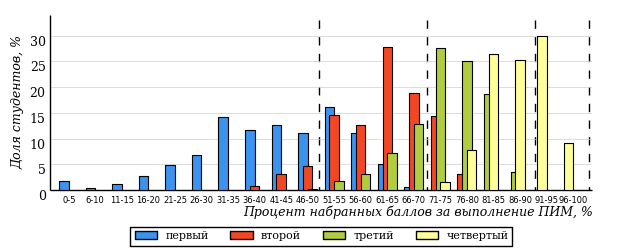 Доля студентов, %
30
25
20
15
10
5
0
0-5 6-10 11-15 16-20 21-25 26-30 31-35 36-40 41-45 46-50 51-55 56-60 61-65 66-70 71-75 76-80 81-85 86-90 91-95 96-100
Процент набранных баллов за выполнение ПИМ, %
первый второй третий четвертый